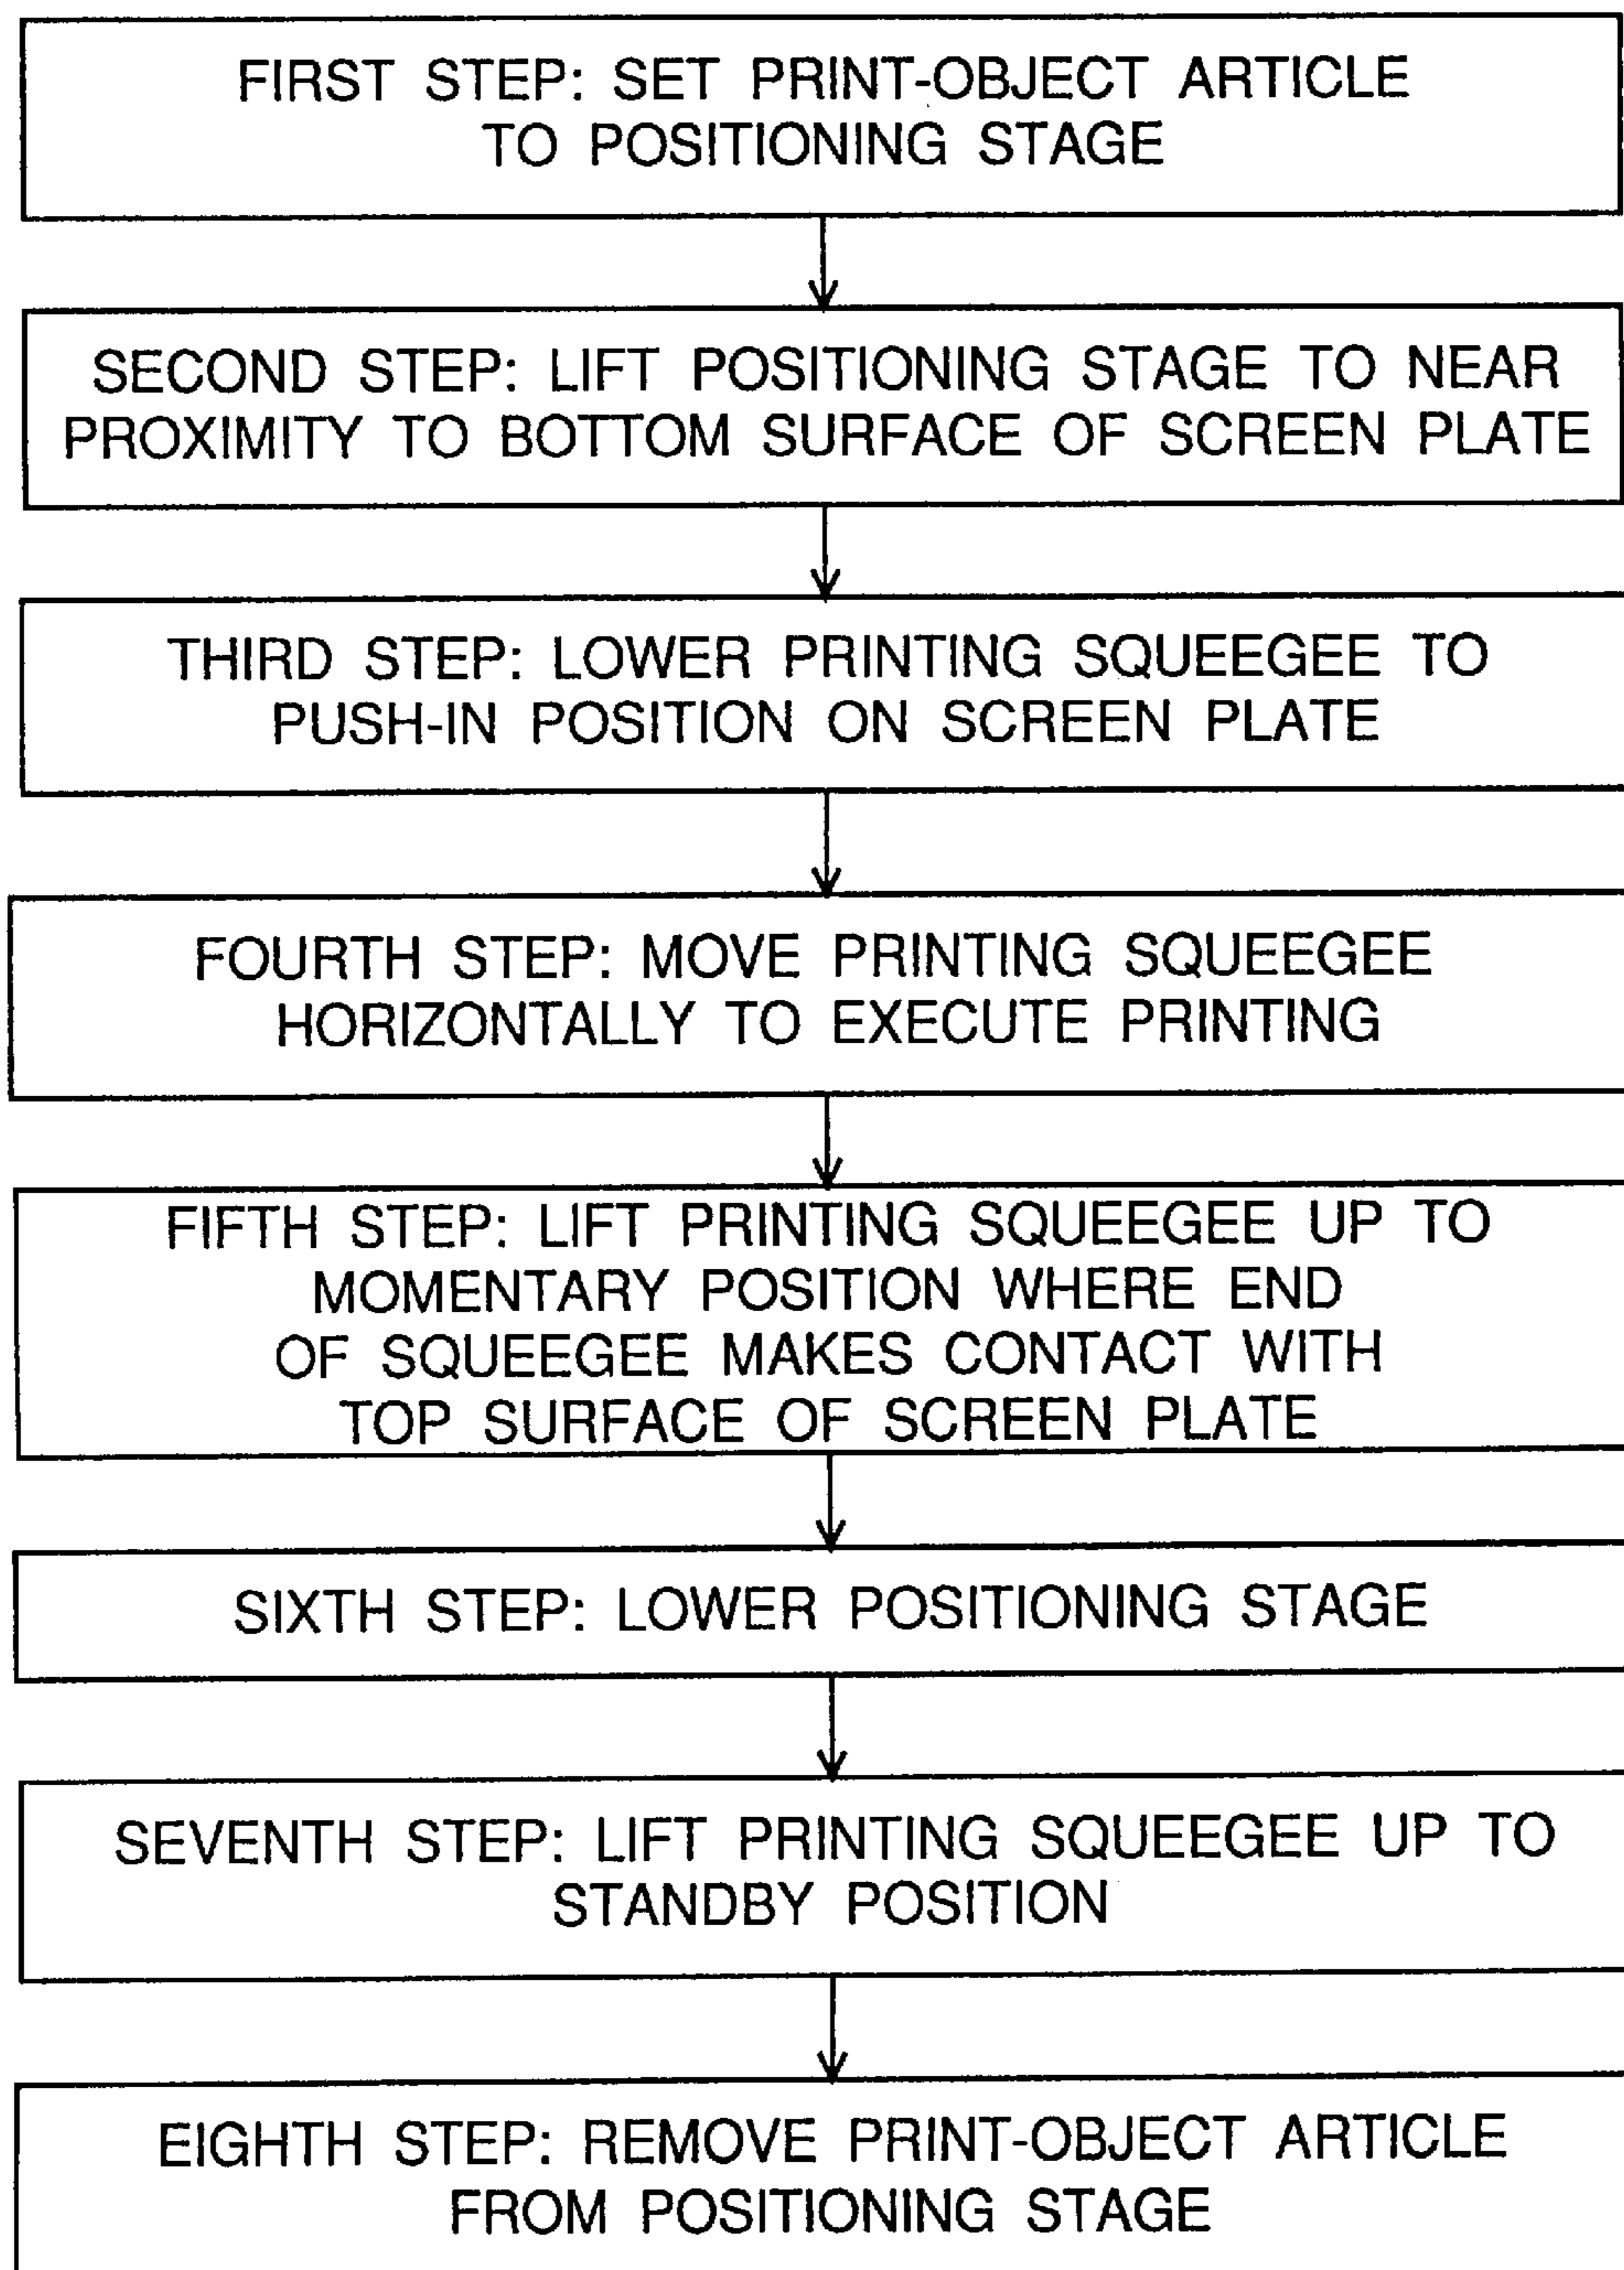 FIRST STEP: SET PRINT-OBJECT ARTICLE
TO POSITIONING STAGE
SECOND STEP: LIFT POSITIONING STAGE TO NEAR
PROXIMITY TO BOTTOM SURFACE OF SCREEN PLATE
THIRD STEP: LOWER PRINTING SQUEEGEE TO
PUSH-IN POSITION ON SCREEN PLATE
FOURTH STEP: MOVE PRINTING SQUEEGEE
HORIZONTALLY TO EXECUTE PRINTING
FIFTH STEP: LIFT PRINTING SQUEEGEE UP TO
MOMENTARY POSITION WHERE END
OF SQUEEGEE MAKES CONTACT WITH
TOP SURFACE OF SCREEN PLATE
SIXTH STEP: LOWER POSITIONING STAGE
SEVENTH STEP: LIFT PRINTING SQUEEGEE UP TO
STANDBY POSITION
EIGHTH STEP: REMOVE PRINT-OBJECT ARTICLE
FROM POSITIONING STAGE